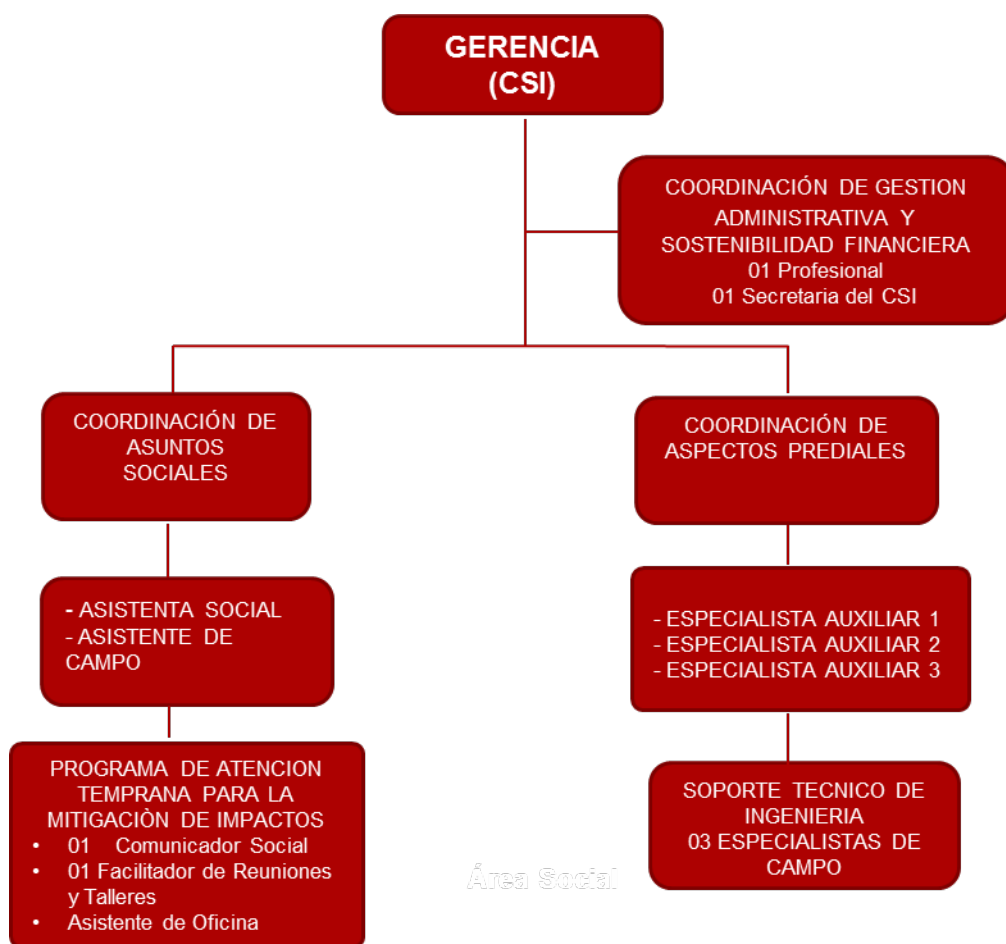 GERENCIA
(CSI)
COORDINACIÓN DE GESTION
ADMINISTRATIVA Y
SOSTENIBILIDAD FINANCIERA
01 Profesional
01 Secretaria del CSI
COORDINACIÓN DE
ASUNTOS
SOCIALES
COORDINACIÓN DE
ASPECTOS PREDIALES
- ASISTENTA SOCIAL
- ASISTENTE DE
CAMPO
- ESPECIALISTA AUXILIAR 1
- ESPECIALISTA AUXILIAR 2
- ESPECIALISTA AUXILIAR 3
PROGRAMA DE ATENCION
TEMPRANA PARA LA
MITIGACIÒN DE IMPACTOS
• 01 Comunicador Social
• 01 Facilitador de Reuniones
y Talleres
• Asistente de Oficina
SOPORTE TECNICO DE
INGENIERIA
03 ESPECIALISTAS DE
CAMPO
Área Social